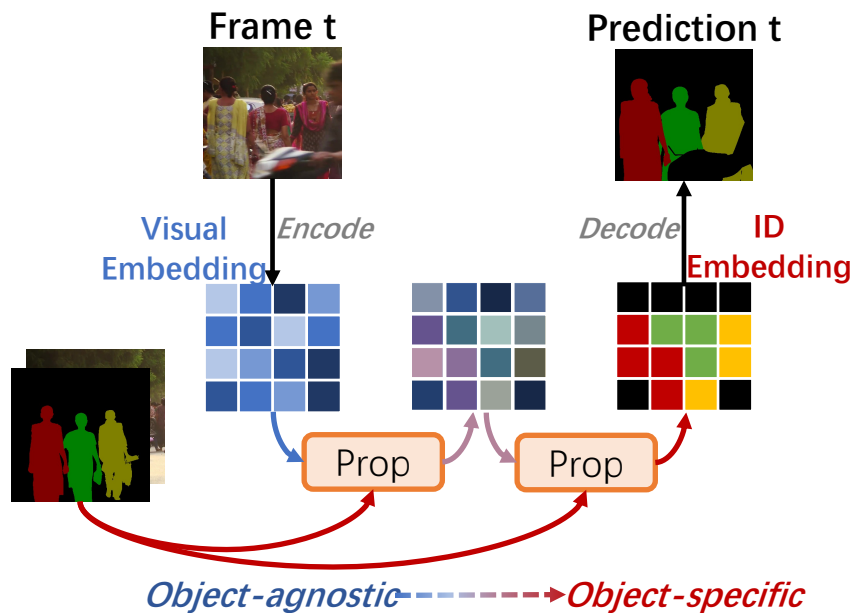 Frame t
Prediction t
Encode
Decode
Visual
Embedding
ID
Embedding
Prop
Prop
Object-agnostic
Object-specific